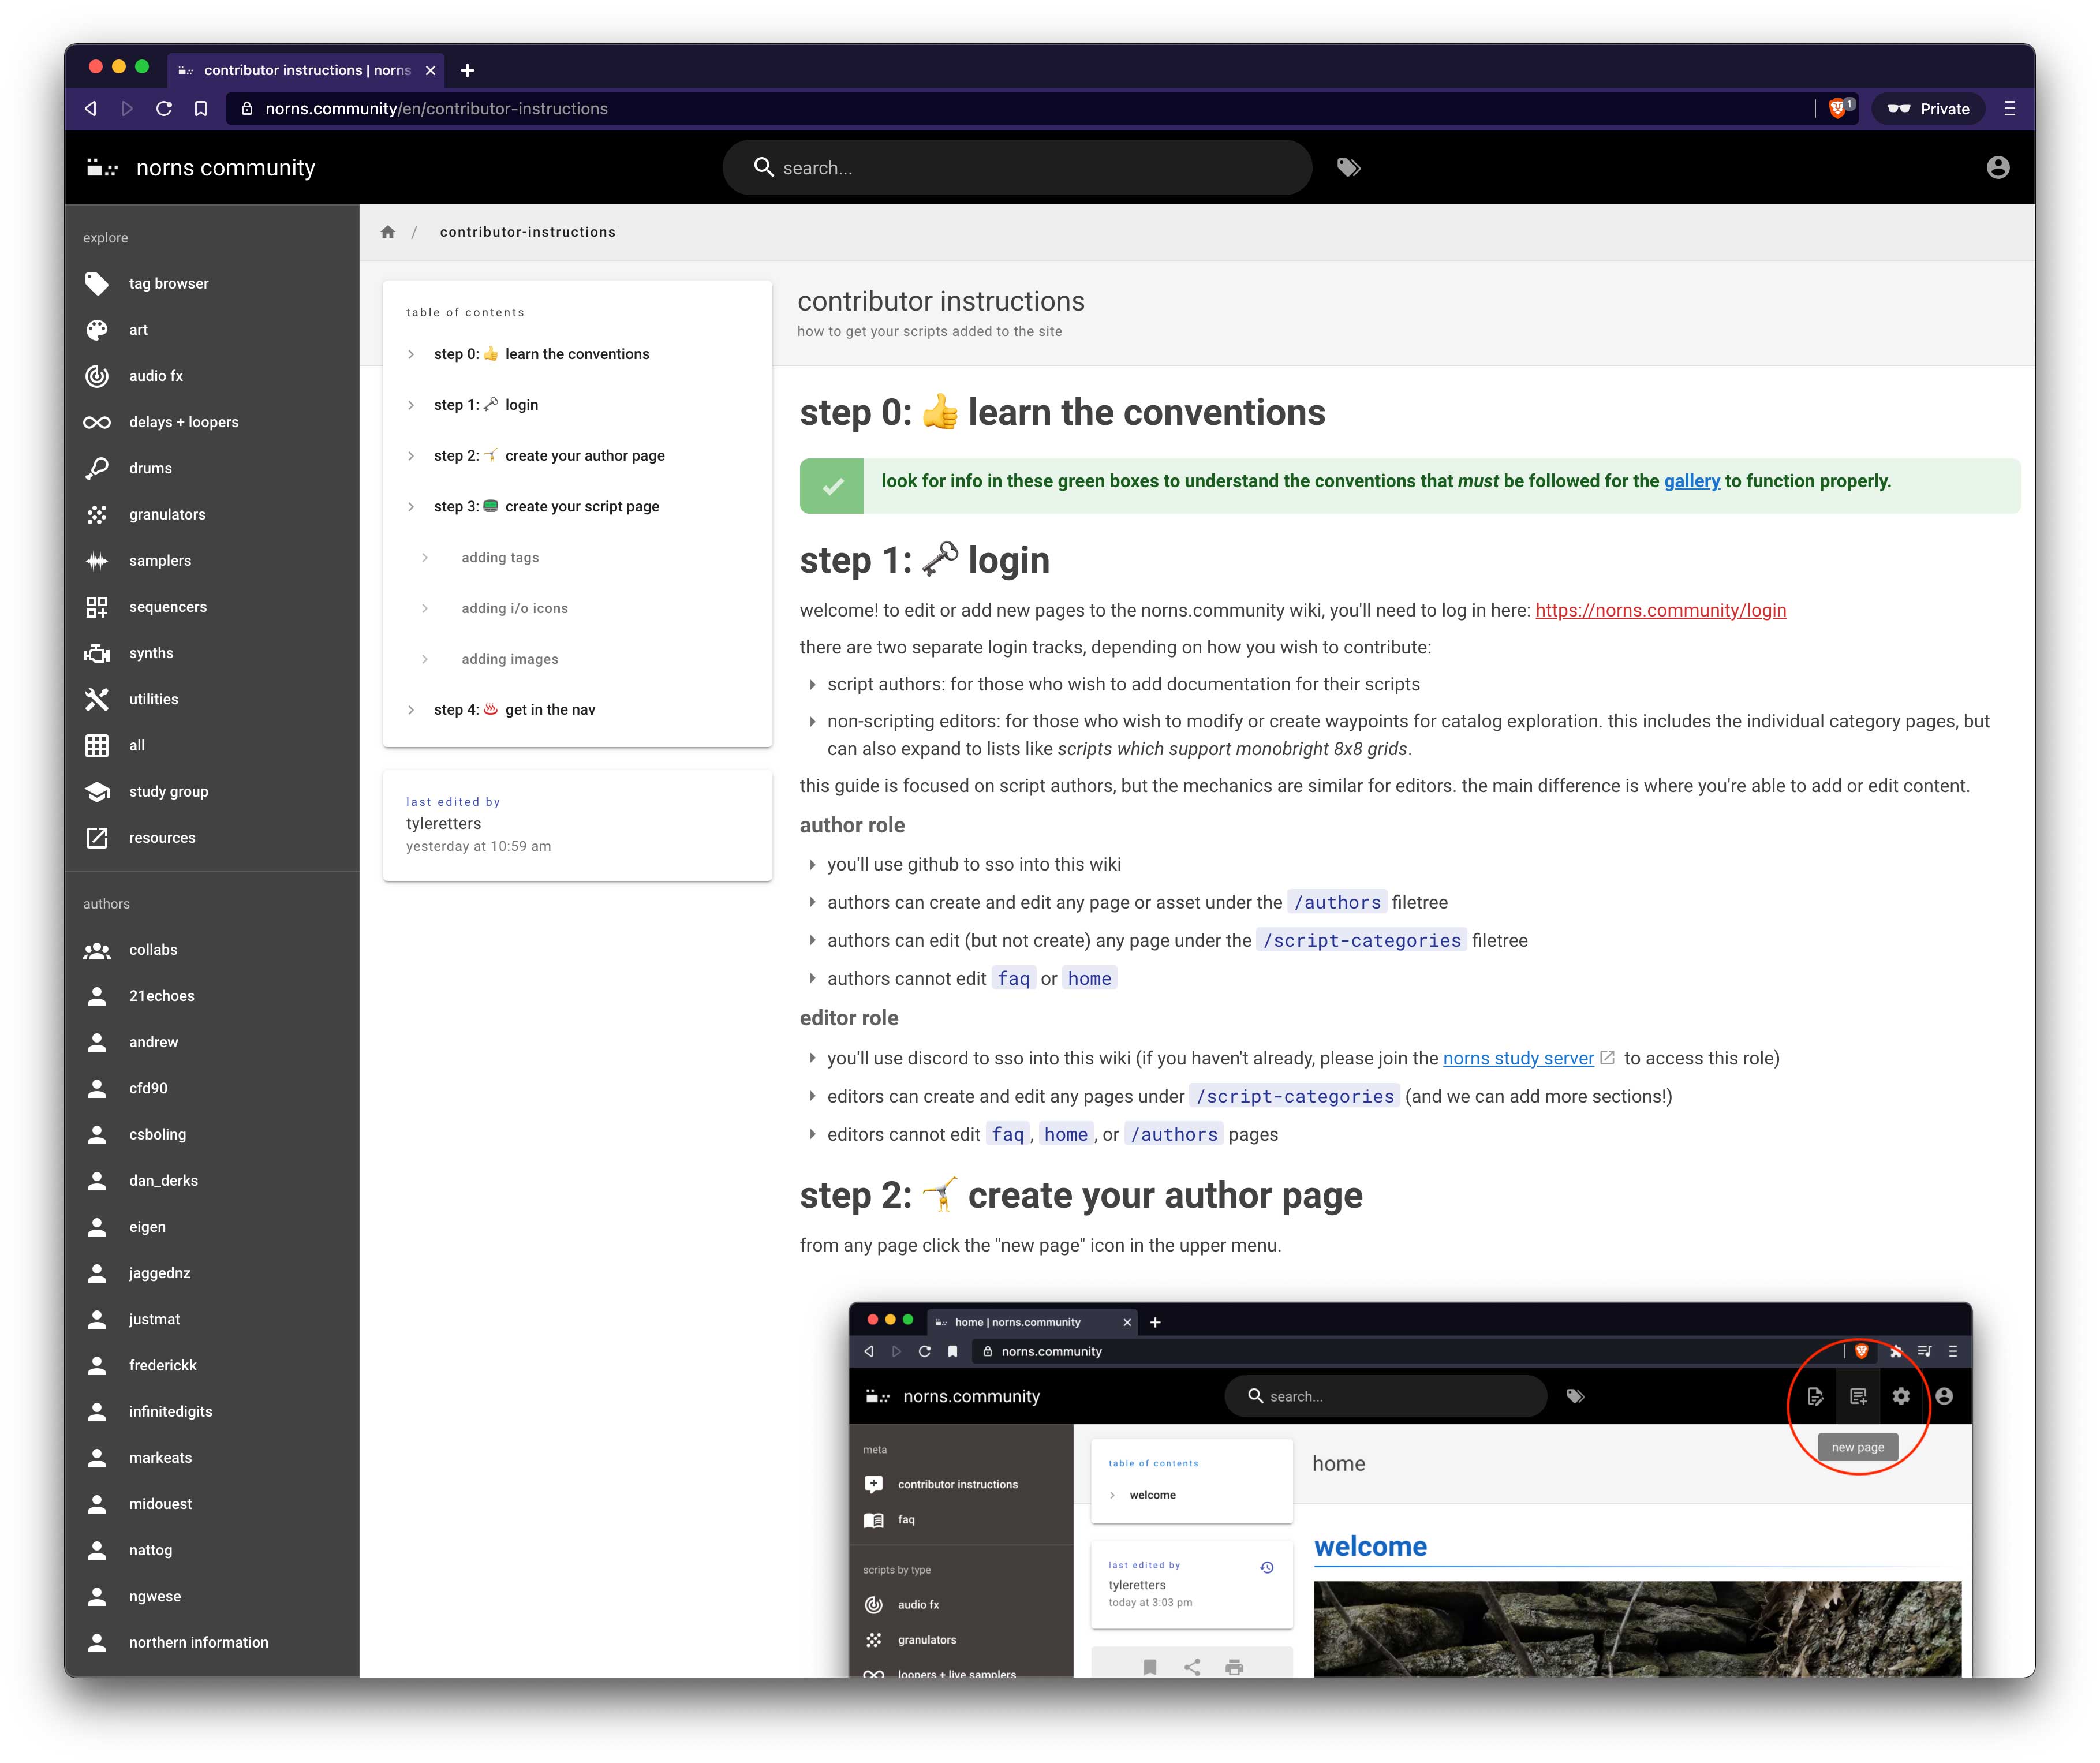 contributor instructions | norns
norns.community/en/contributor-instructions
1
Private
norns community
search...
explore
tag browser
art
audio fx
delays + loopers
drums
granulators
samplers
sequencers
synths
utilities
all
study group
resources
authors
collabs
21echoes
andrew
cfd90
csboling
dan_derks
eigen
jaggednz
justmat
frederickk
infinitedigits
markeats
midouest
nattog
ngwese
northern information
/ contributor-instructions
table of contents
step 0: 👍 learn the conventions
step 1: 🗝 login
step 2: 🤸 create your author page
step 3: 📟 create your script page
adding tags
adding i/o icons
adding images
step 4: ♨️ get in the nav
last edited by
tyleretters
yesterday at 10:59 am
contributor instructions
how to get your scripts added to the site
step 0: 👍 learn the conventions
look for info in these green boxes to understand the conventions that must be followed for the gallery to function properly.
step 1: 🗝 login
welcome! to edit or add new pages to the norns.community wiki, you'll need to log in here: https://norns.community/login
there are two separate login tracks, depending on how you wish to contribute:
script authors: for those who wish to add documentation for their scripts
non-scripting editors: for those who wish to modify or create waypoints for catalog exploration. this includes the individual category pages, but
can also expand to lists like scripts which support monobright 8x8 grids.
this guide is focused on script authors, but the mechanics are similar for editors. the main difference is where you're able to add or edit content.
author role
you'll use github to sso into this wiki
authors can create and edit any page or asset under the /authors filetree
authors can edit (but not create) any page under the /script-categories filetree
authors cannot edit faq or home
editor role
you'll use discord to sso into this wiki (if you haven't already, please join the norns study server to access this role)
editors can create and edit any pages under /script-categories (and we can add more sections!)
editors cannot edit faq, home, or /authors pages
step 2: 🤸 create your author page
from any page click the "new page" icon in the upper menu.
home | norns.community
norns.community
norns.community
search...
new page
meta
contributor instructions
faq
scripts by type
audio fx
granulators
loopers + live samplers
table of contents
welcome
last edited by
tyleretters
today at 3:03 pm
home
welcome